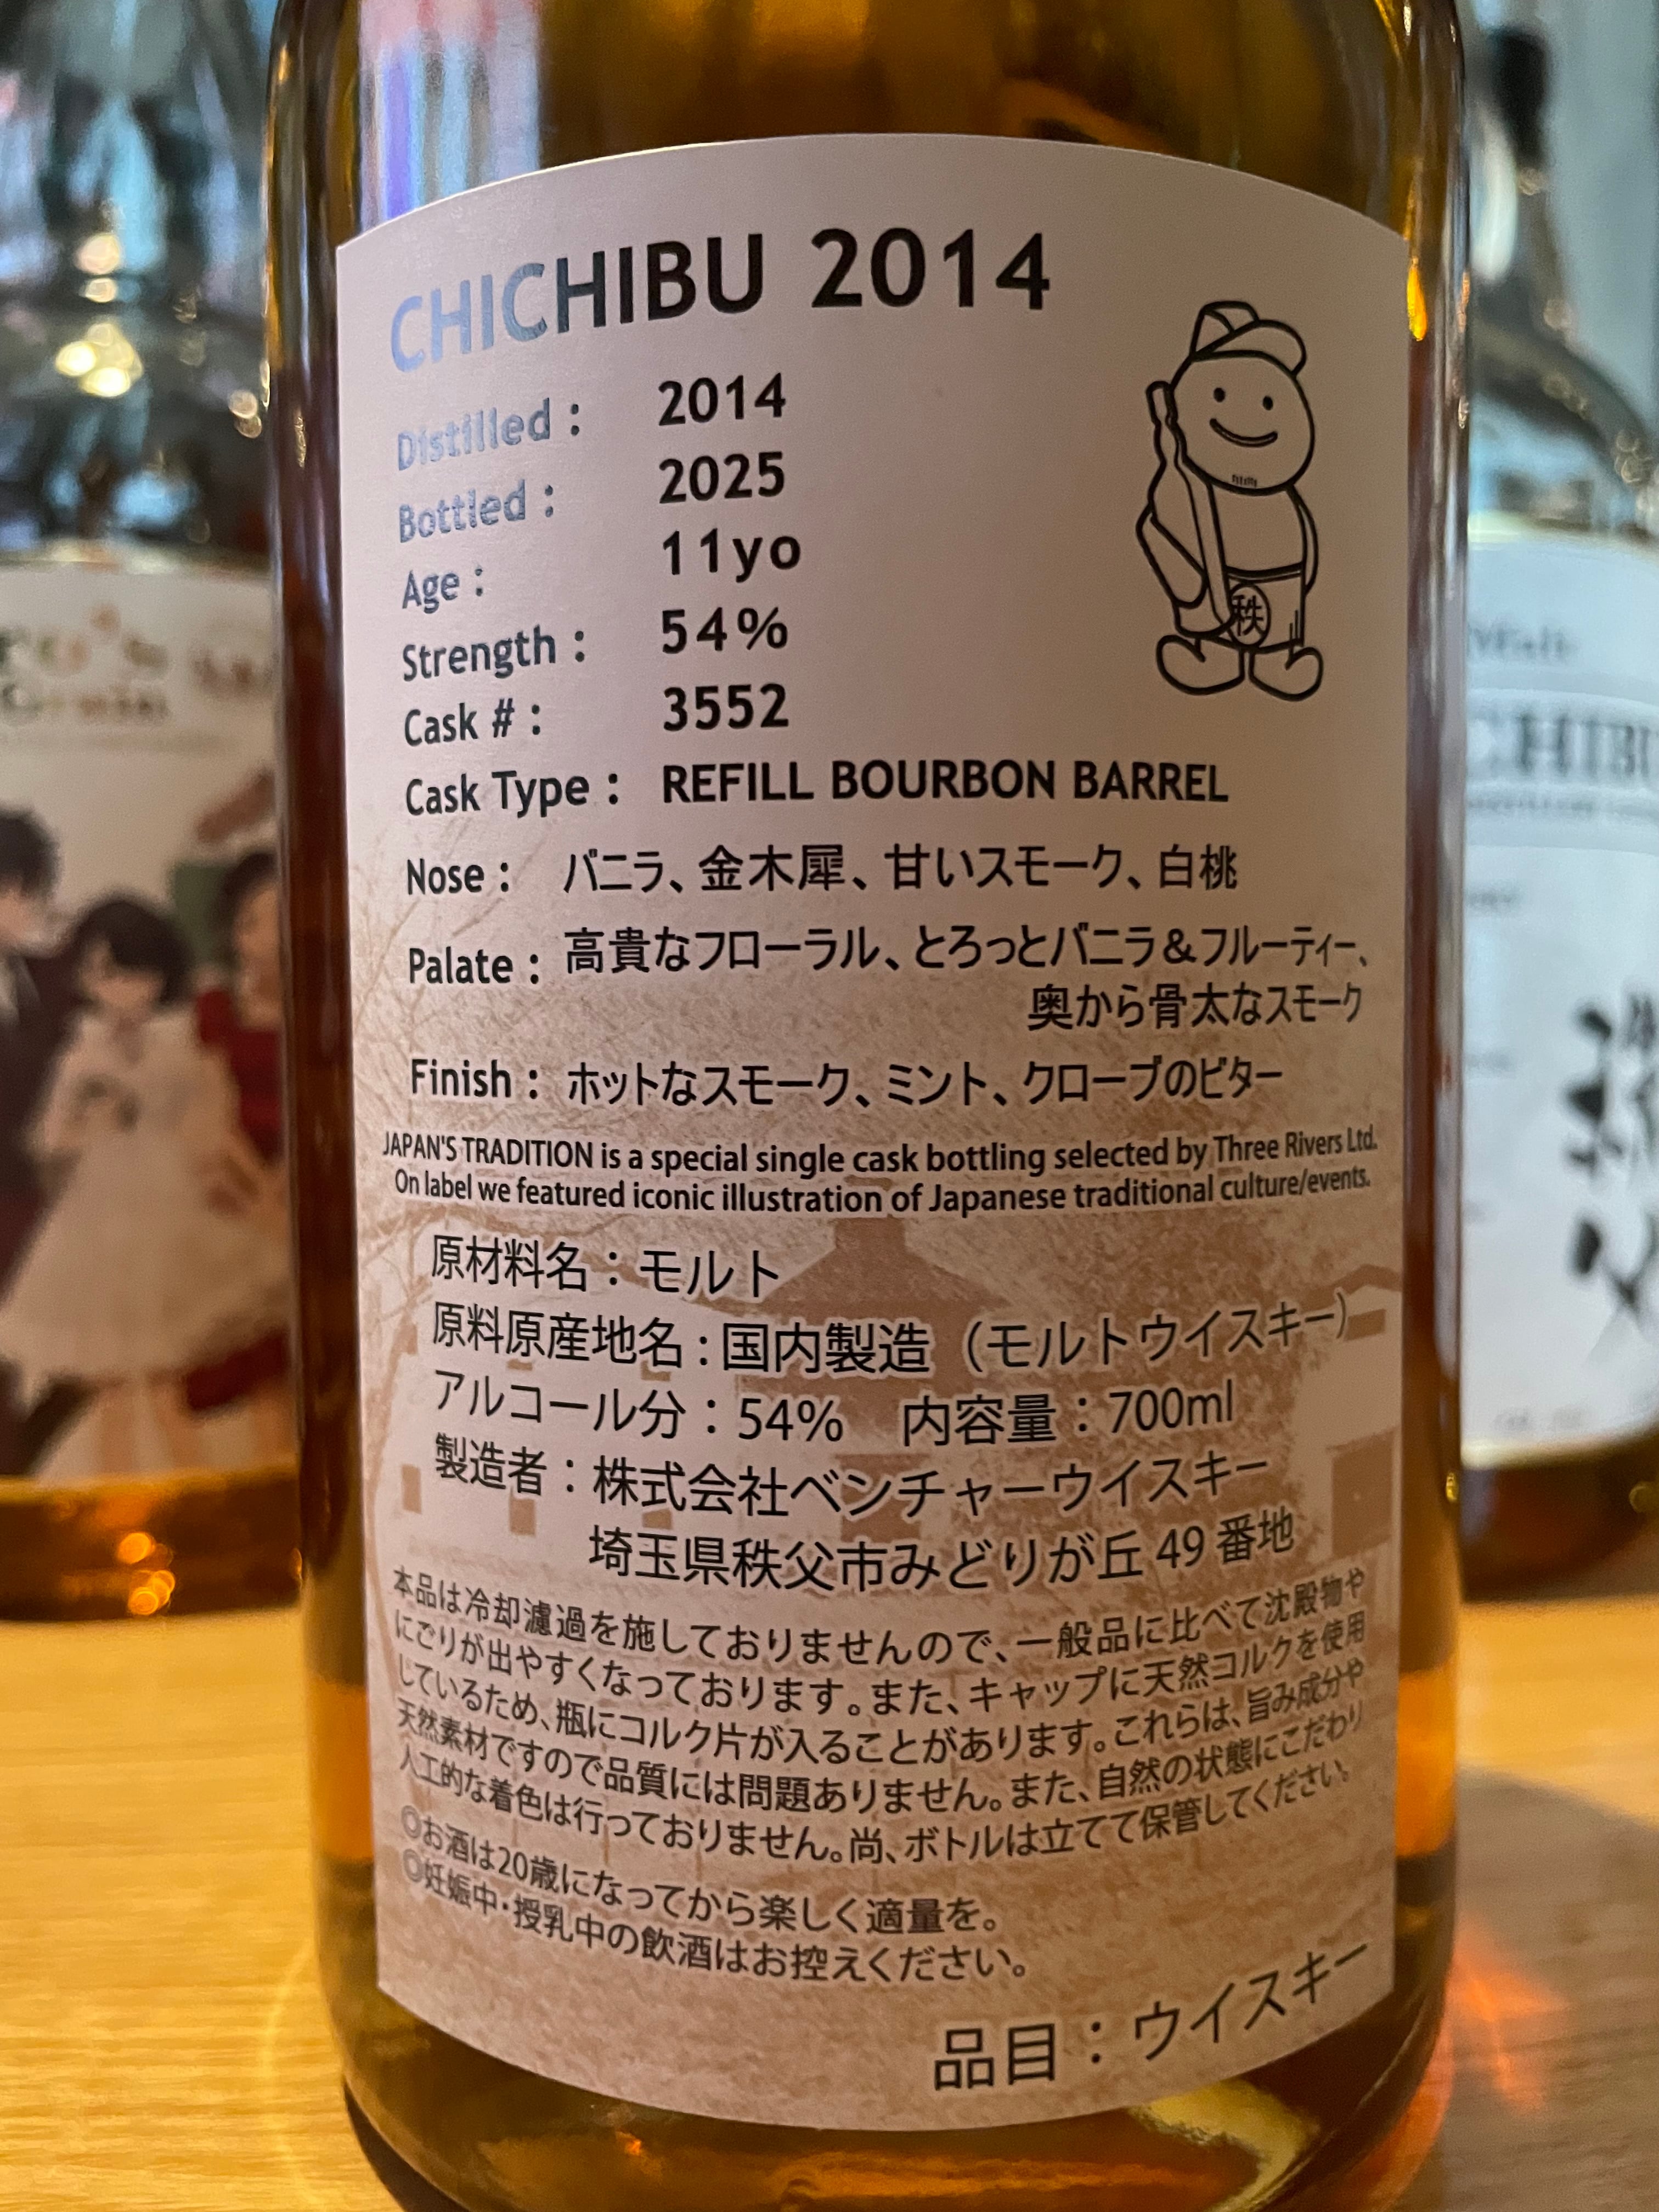 CHICHIBU 2014
Distilled : 2014
Bottled : 2025
Age : 11yo
Strength : 54%
Cask # : 3552
Cask Type : REFILL BOURBON BARREL
秩
Nose : バニラ、金木犀、甘いスモーク、白桃
Palate : 高貴なフローラル、とろっとバニラ&フルーティー、
奥から骨太なスモーク
Finish : ホットなスモーク、ミント、クローブのビター
JAPAN'S TRADITION is a special single cask bottling selected by Three Rivers Ltd.
On label we featured iconic illustration of Japanese traditional culture/events.
原材料名：モルト
原料原産地名：国内製造（モルトウイスキー）
アルコール分：54%　内容量：700ml
製造者：株式会社ベンチャーウイスキー
埼玉県秩父市みどりが丘 49 番地
本品は冷却濾過を施しておりませんので、一般品に比べて沈殿物や
にごりが出やすくなっております。また、キャップに天然コルクを使用
しているため、瓶にコルク片が入ることがあります。これらは、旨み成分や
天然素材ですので品質には問題ありません。また、自然の状態にこだわり
人工的な着色は行っておりません。尚、ボトルは立てて保管してください。
◎お酒は20歳になってから楽しく適量を。
◎妊娠中・授乳中の飲酒はお控えください。
品目：ウイスキー